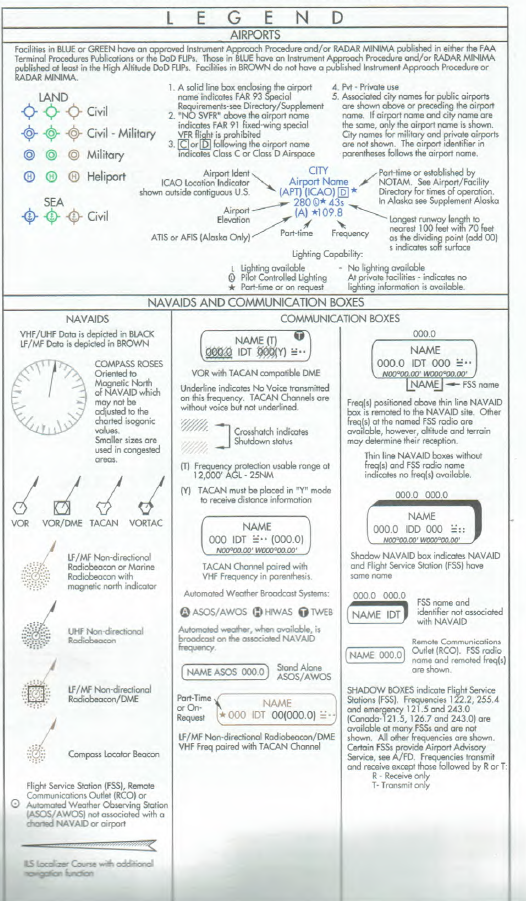 LEGEND
AIRPORTS
Facilities in BLUE or GREEN have an approved Instrument Approach Procedure and/or RADAR MINIMA published in either the FAA
Terminal Procedures Publications or the DoD FLIPs. Those in BLUE have an Instrument Approach Procedure and/or RADAR MINIMA
published at least in the High Altitude DoD FLIPs. Facilities in BROWN do not have a published Instrument Approach Procedure or
RADAR MINIMA.
LAND
Civil
Civil - Military
Military
H H H Heliport
SEA
Civil
1. A solid line box enclosing the airport
name indicates FAR 93 Special
Requirements-see Directory/Supplement
2. "NO SVFR" above the airport name
indicates FAR 91 fixed-wing special
VFR flight is prohibited
3. C or D following the airport name
indicates Class C or Class D Airspace
4. Pvt - Private use
5. Associated city names for public airports
are shown above or preceding the airport
name. If airport name and city name are
the same, only the airport name is shown.
City names for military and private airports
are not shown. The airport identifier in
parentheses follows the airport name.
Airport Ident
ICAO Location Indicator
shown outside contiguous U.S.
Airport
Elevation
ATIS or AFIS (Alaska Only)
CITY
Airport Name
(APT) (ICAO) D ★
280 Ⓛ★ 43s
(A) ★109.8
Part-time Frequency
Part-time or established by
NOTAM. See Airport/Facility
Directory for times of operation.
In Alaska see Supplement Alaska
Longest runway length to
nearest 100 feet with 70 feet
as the dividing point (add 00)
s indicates soft surface
Lighting Capability:
L Lighting available
Ⓛ Pilot Controlled Lighting
★ Part-time or on request
- No lighting available
At private facilities - indicates no
lighting information is available.
NAVAIDS AND COMMUNICATION BOXES
NAVAIDS
VHF/UHF Data is depicted in BLACK
LF/MF Data is depicted in BROWN
COMPASS ROSES
Oriented to
Magnetic North
of NAVAID which
may not be
adjusted to the
charted isogonic
values.
Smaller sizes are
used in congested
areas.
VOR VOR/DME TACAN VORTAC
LF/MF Non-directional
Radiobeacon or Marine
Radiobeacon with
magnetic north indicator
UHF Non-directional
Radiobeacon
LF/MF Non-directional
Radiobeacon/DME
Compass Locator Beacon
Flight Service Station (FSS), Remote
Communications Outlet (RCO) or
Automated Weather Observing Station
(ASOS/AWOS) not associated with a
charted NAVAID or airport
ILS Localizer Course with additional
navigation function
COMMUNICATION BOXES
T
NAME (T)
000.0 IDT 000(Y)
VOR with TACAN compatible DME
Underline indicates No Voice transmitted
on this frequency. TACAN Channels are
without voice but not underlined.
Crosshatch indicates
Shutdown status
(T) Frequency protection usable range at
12,000' AGL - 25NM
(Y) TACAN must be placed in "Y" mode
to receive distance information
NAME
000 IDT (000.0)
N00°00.00' W000°00.00'
TACAN Channel paired with
VHF Frequency in parenthesis.
Automated Weather Broadcast Systems:
A ASOS/AWOS H HIWAS T TWEB
Automated weather, when available, is
broadcast on the associated NAVAID
frequency.
NAME ASOS 000.0
Stand Alone
ASOS/AWOS
Part-Time
or On-
Request
NAME
★000 IDT 00(000.0)
LF/MF Non-directional Radiobeacon/DME
VHF Freq paired with TACAN Channel
000.0
NAME
000.0 IDT 000
N00°00.00' W000°00.00'
NAME
FSS name
Freq(s) positioned above thin line NAVAID
box is remoted to the NAVAID site. Other
freq(s) at the named FSS radio are
available, however, altitude and terrain
may determine their reception.
Thin line NAVAID boxes without
freq(s) and FSS radio name
indicates no freq(s) available.
000.0 000.0
NAME
000.0 IDD 000
N00°00.00' W000°00.00'
Shadow NAVAID box indicates NAVAID
and Flight Service Station (FSS) have
same name
000.0 000.0
NAME IDT
FSS name and
identifier not associated
with NAVAID
NAME 000.0
Remote Communications
Outlet (RCO). FSS radio
name and remoted freq(s)
are shown.
SHADOW BOXES indicate Flight Service
Stations (FSS). Frequencies 122.2, 255.4
and emergency 121.5 and 243.0
(Canada-121.5, 126.7 and 243.0) are
available at many FSSs and are not
shown. All other frequencies are shown.
Certain FSSs provide Airport Advisory
Service, see A/FD. Frequencies transmit
and receive except those followed by R or T:
R - Receive only
T- Transmit only